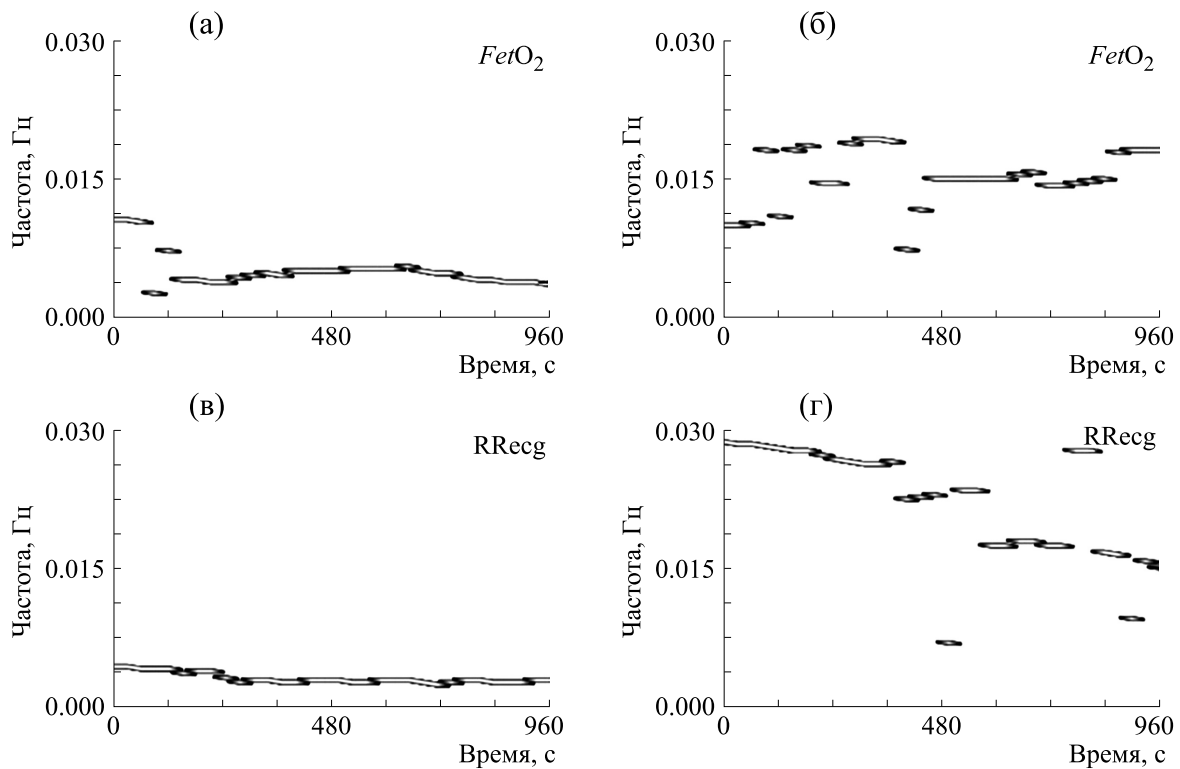 (а)
FetO₂
0.030
0.015
0.000
Частота, Гц
0
480
960
Время, с
(б)
FetO₂
0.030
0.015
0.000
Частота, Гц
0
480
960
Время, с
(в)
RRecg
0.030
0.015
0.000
Частота, Гц
0
480
960
Время, с
(г)
RRecg
0.030
0.015
0.000
Частота, Гц
0
480
960
Время, с